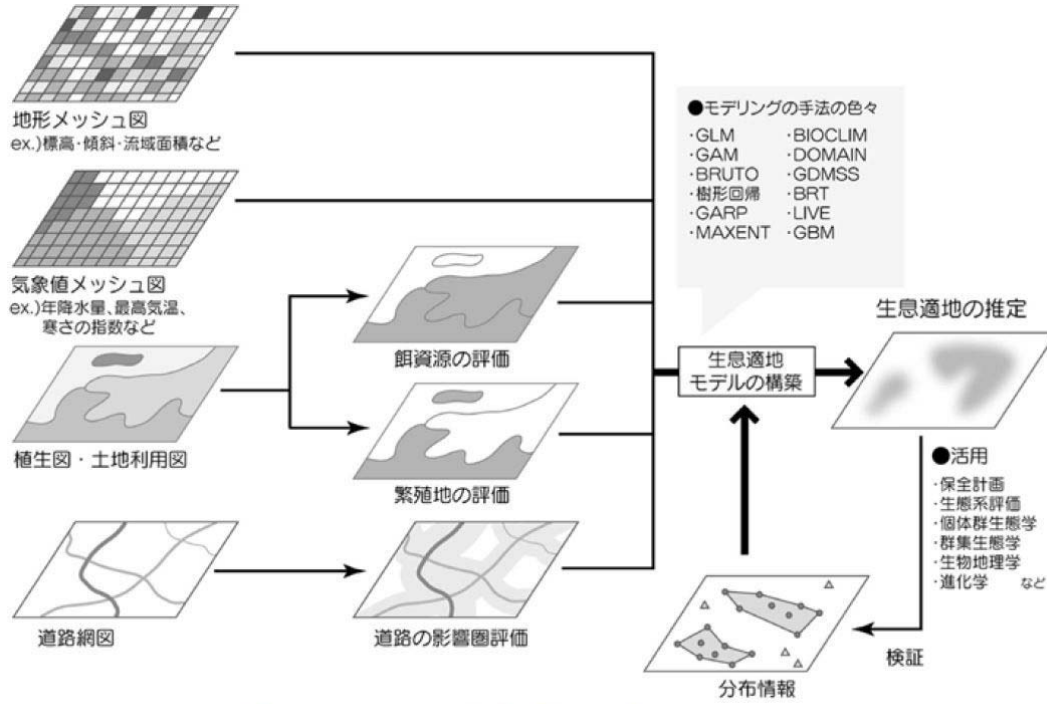 地形メッシュ図
ex.)標高・傾斜・流域面積など
気象値メッシュ図
ex.)年降水量、最高気温、
寒さの指数など
植生図・土地利用図
道路網図
餌資源の評価
繁殖地の評価
道路の影響圏評価
●モデリングの手法の色々
・GLM
・GAM
・BRUTO
・樹形回帰
・GARP
・MAXENT
・BIOCLIM
・DOMAIN
・GDMSS
・BRT
・LIVE
・GBM
生息適地
モデルの構築
生息適地の推定
●活用
・保全計画
・生態系評価
・個体群生態学
・群集生態学
・生物地理学
・進化学 など
検証
分布情報